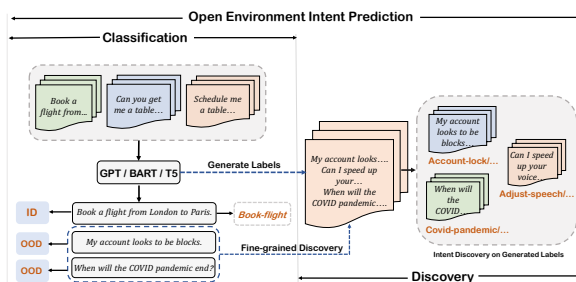 Open Environment Intent Prediction
Classification
Book a
flight from...
Can you get
me a table...
Schedule me
a table...
GPT / BART / T5
Generate Labels
ID
Book a flight from London to Paris.
Book-flight
OOD
My account looks to be blocks.
OOD
When will the COVID pandemic end?
Fine-grained Discovery
My account looks....
Can I speed up
your...
When will the
COVID pandemic....
My account
looks to be
blocks...
Account-lock/...
Can I speed
up your
voice...
Adjust-speech/...
When will
the
COVID...
Covid-pandemic/...
Intent Discovery on Generated Labels
Discovery